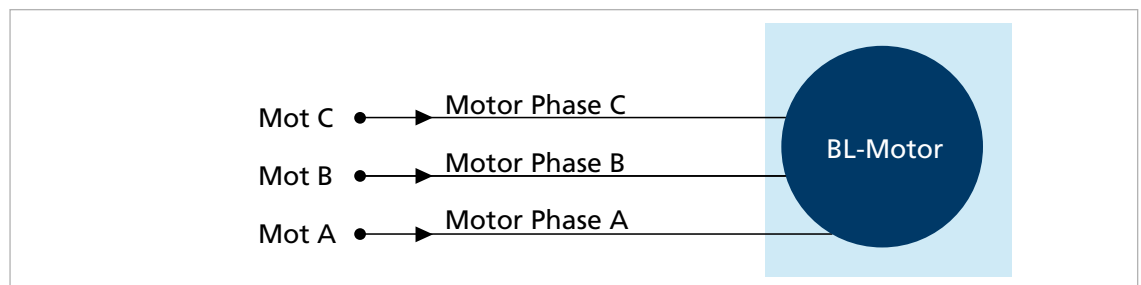 Mot C
Motor Phase C
Mot B
Motor Phase B
Mot A
Motor Phase A
BL-Motor